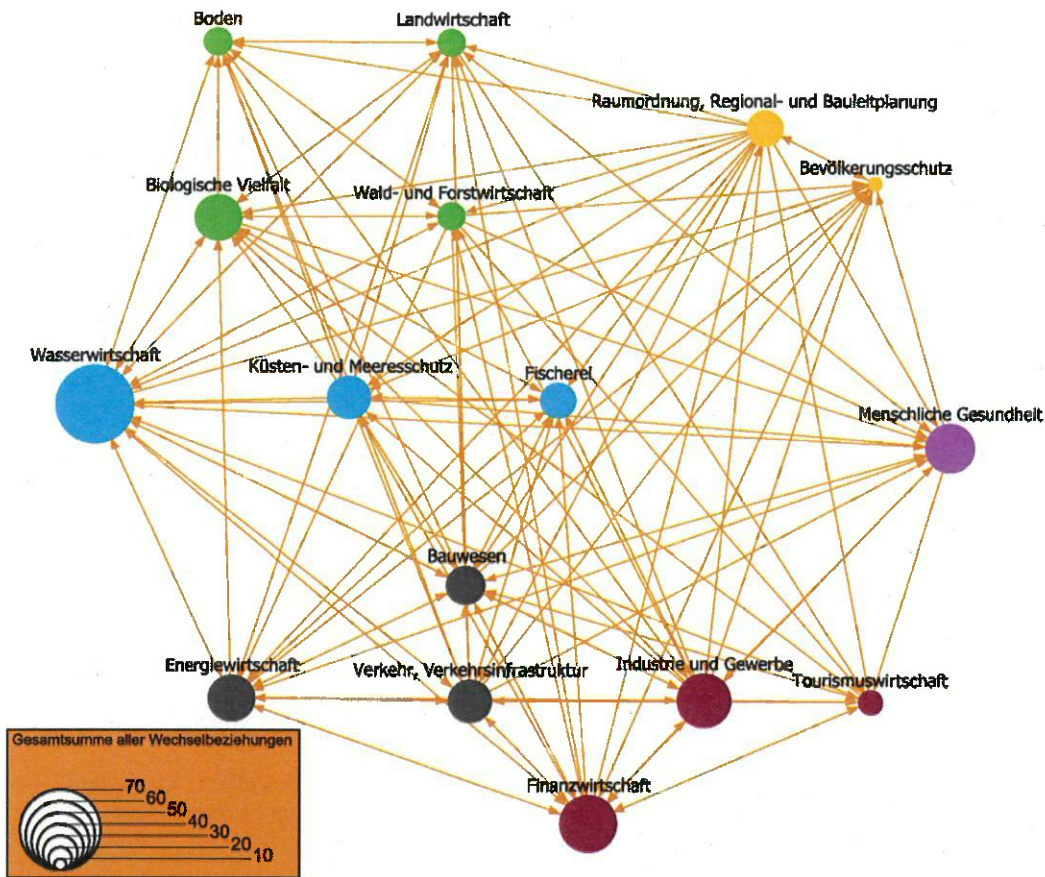 Boden
Landwirtschaft
Raumordnung, Regional- und Bauleitplanung
Bevölkerungsschutz
Biologische Vielfalt
Wald- und Forstwirtschaft
Wasserwirtschaft
Küsten- und Meeresschutz
Fischerei
Menschliche Gesundheit
Bauwesen
Energiewirtschaft
Verkehr, Verkehrsinfrastruktur
Industrie und Gewerbe
Tourismuswirtschaft
Finanzwirtschaft
Gesamtsumme aller Wechselbeziehungen
70
60
50
40
30
20
10